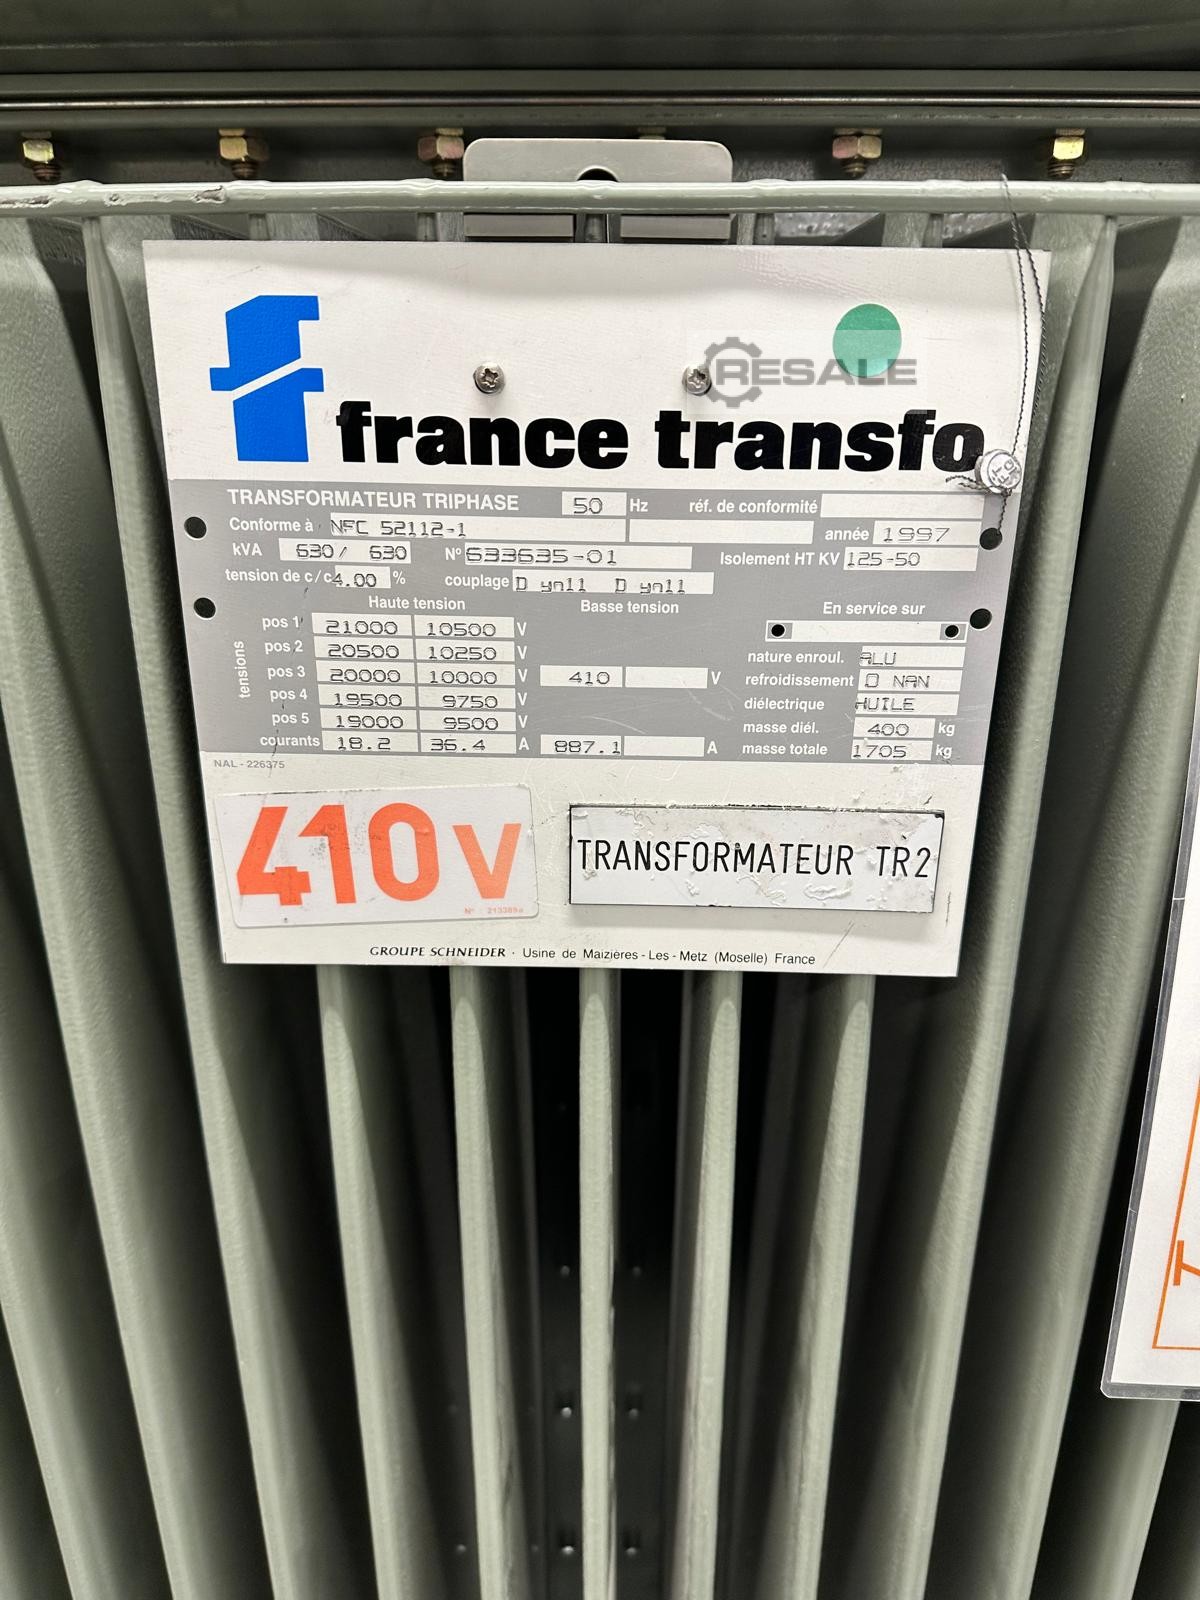 RESALE
france transfo
TRANSFORMATEUR TRIPHASE 50 Hz réf. de conformité
Conforme à NFC 52112-1 année 1997
kVA 630/ 630 N° 633635-01 Isolement HT KV 125-50
tension de c/c 4.00 % couplage D yn11 D yn11
Haute tension Basse tension En service sur
tensions
pos 1 21000 10500 V
pos 2 20500 10250 V nature enroul. ALU
pos 3 20000 10000 V 410 V refroidissement O NAN
pos 4 19500 9750 V diélectrique HUILE
pos 5 19000 9500 V masse diél. 400 kg
courants 18.2 36.4 A 887.1 A masse totale 1705 kg
NAL - 226375
410 V
N° : 213389a
TRANSFORMATEUR TR2
GROUPE SCHNEIDER · Usine de Maizières - Les - Metz (Moselle) France